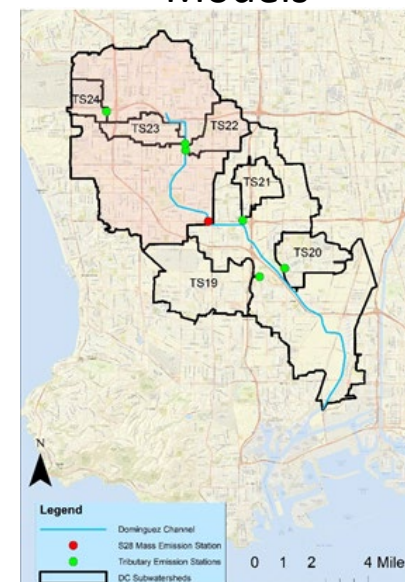 Models
TS24
TS23
TS22
TS21
TS20
TS19
N
Legend
Dominguez Channel
S28 Mass Emission Station
Tributary Emission Stations
DC Subwatersheds
0 1 2 4 Mile